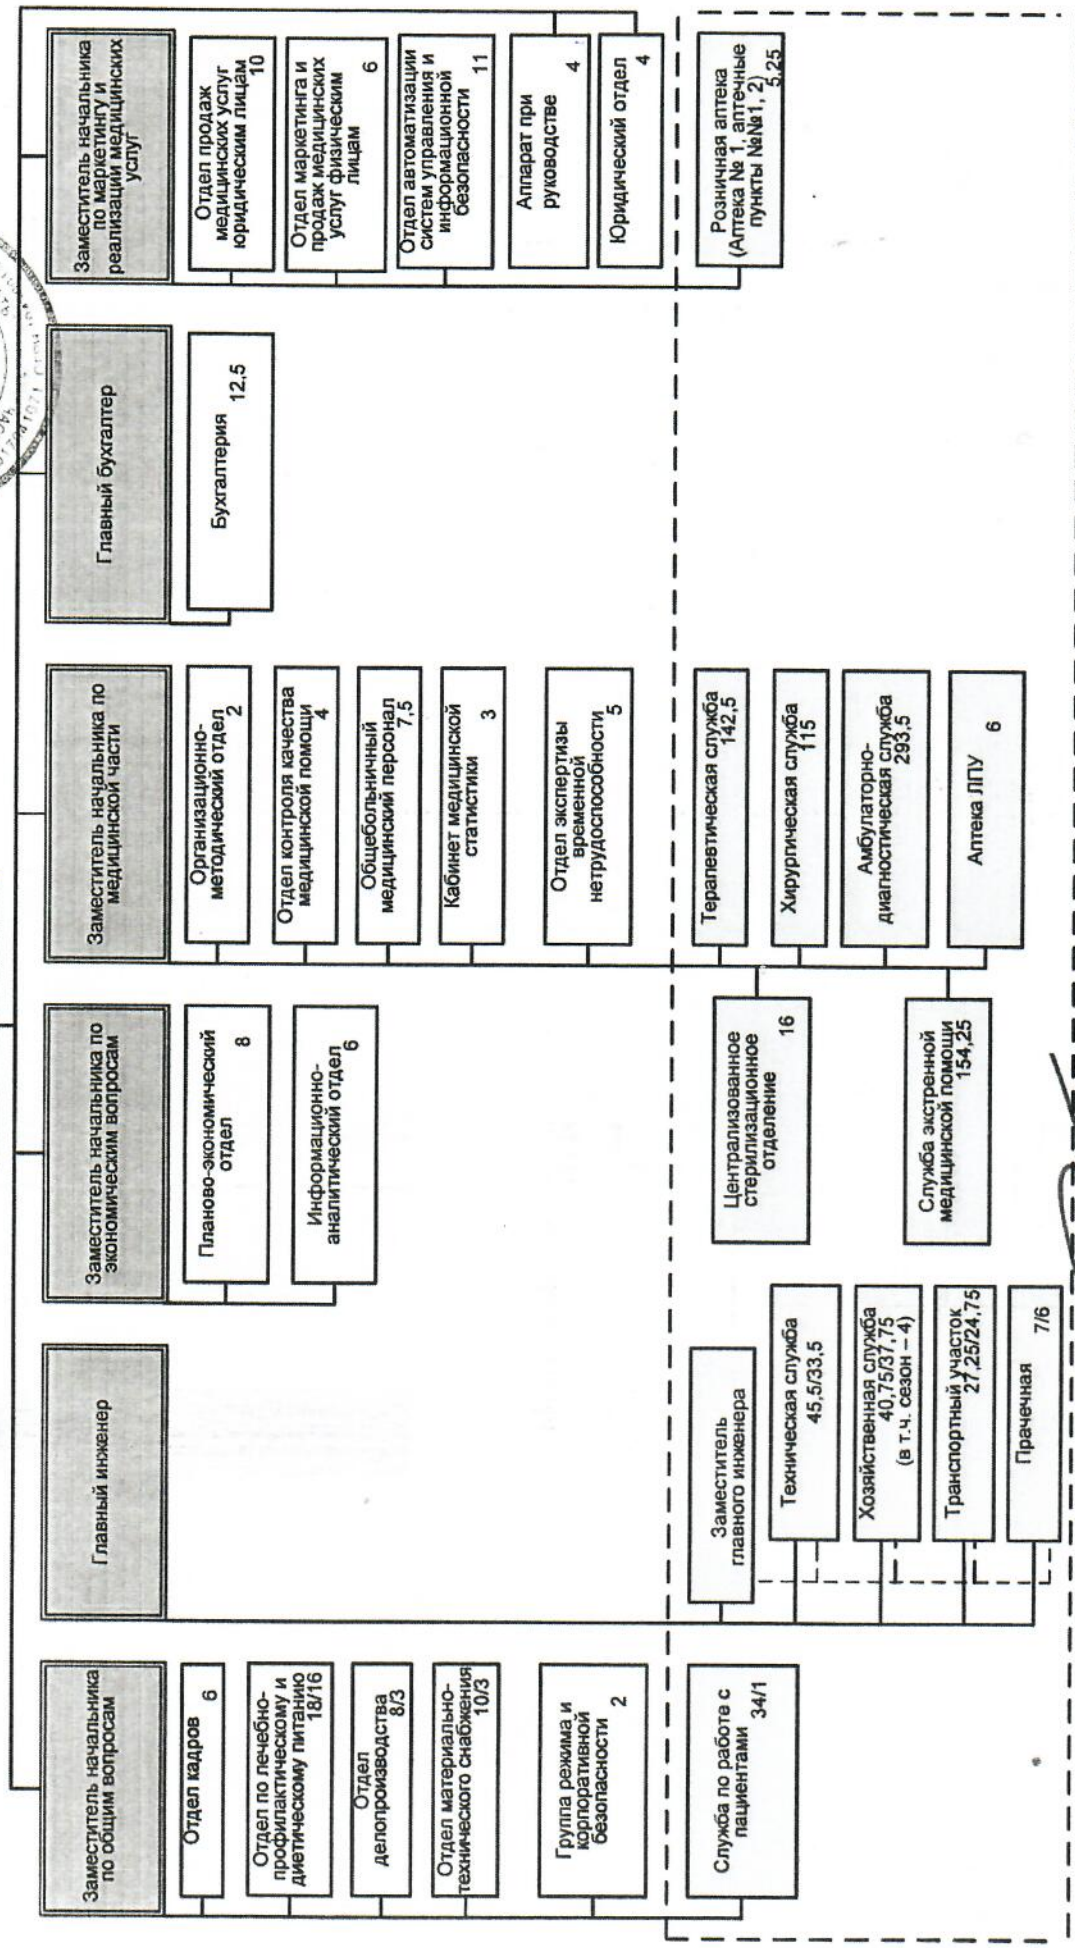 Заместитель начальника
по общим вопросам
Отдел кадров
6
Отдел по лечебно-
профилактическому и
диетическому питанию
18/16
Отдел
делопроизводства
8/3
Отдел материально-
технического снабжения
10/3
Группа режима и
корпоративной
безопасности
2
Служба по работе с
пациентами
34/1
Главный инженер
Заместитель
главного инженера
Техническая служба
45,5/33,5
Хозяйственная служба
40,75/37,75
(в т.ч. сезон – 4)
Транспортный участок
27,25/24,75
Прачечная
7/6
Заместитель начальника по
экономическим вопросам
Планово-экономический
отдел
8
Информационно-
аналитический отдел
6
Заместитель начальника по
медицинской части
Организационно-
методический отдел
2
Отдел контроля качества
медицинской помощи
4
Общебольничный
медицинский персонал
7,5
Кабинет медицинской
статистики
3
Отдел экспертизы
временной
нетрудоспособности
5
Терапевтическая служба
142,5
Хирургическая служба
115
Амбулаторно-
диагностическая служба
293,5
Аптека ЛПУ
6
Централизованное
стерилизационное
отделение
16
Служба экстренной
медицинской помощи
154,25
Главный бухгалтер
Бухгалтерия
12,5
Заместитель начальника
по маркетингу и
реализации медицинских
услуг
Отдел продаж
медицинских услуг
юридическим лицам
10
Отдел маркетинга и
продаж медицинских
услуг физическим
лицам
6
Отдел автоматизации
систем управления и
информационной
безопасности
11
Аппарат при
руководстве
4
Юридический отдел
4
Розничная аптека
(Аптека № 1, аптечные
пункты №№1, 2)
5,25